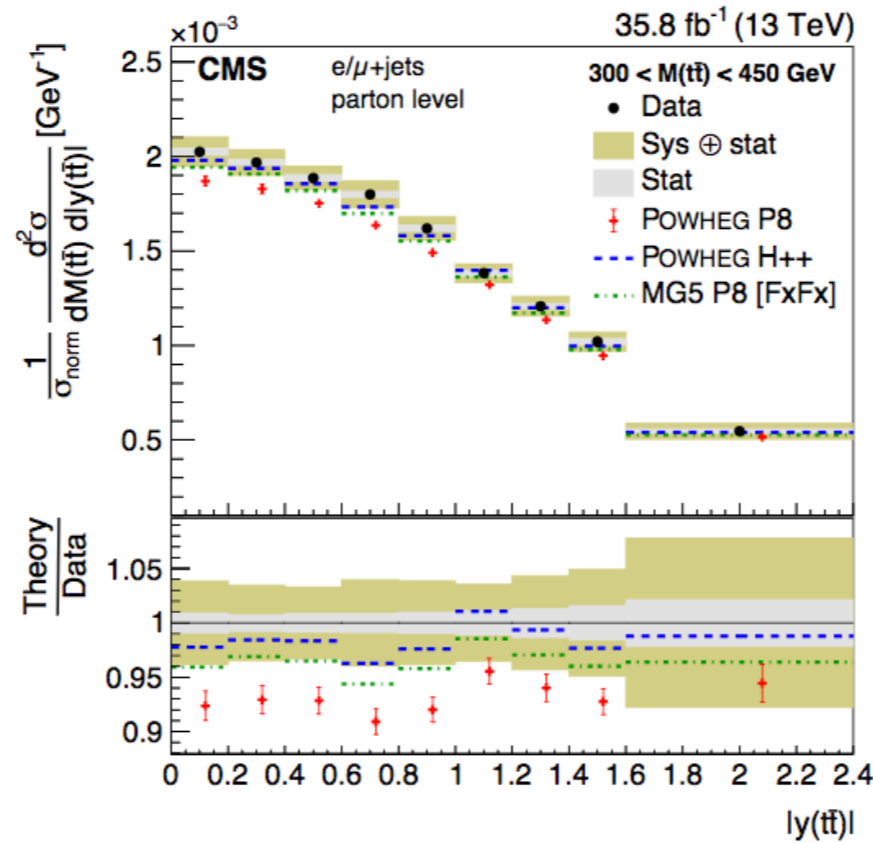 35.8 fb⁻¹ (13 TeV)
×10⁻³
CMS
e/μ+jets
parton level
300 < M(tt̄) < 450 GeV
Data
Sys ⊕ stat
Stat
POWHEG P8
POWHEG H++
MG5 P8 [FxFx]
1/σnorm d²σ/dM(tt̄) d|y(tt̄)| [GeV⁻¹]
2.5
2
1.5
1
0.5
Theory/Data
1.05
1
0.95
0.9
0 0.2 0.4 0.6 0.8 1 1.2 1.4 1.6 1.8 2 2.2 2.4
|y(tt̄)|